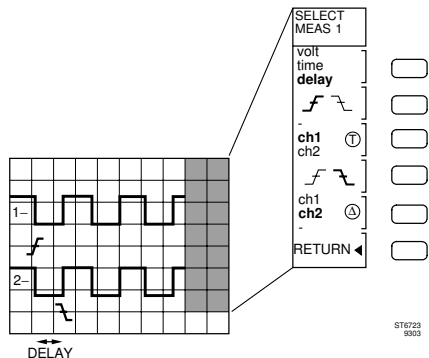 SELECT
MEAS 1
volt
time
delay
-
ch1 T
ch2
ch1
ch2 Δ
-
RETURN
1–
2–
DELAY
ST6723
9303